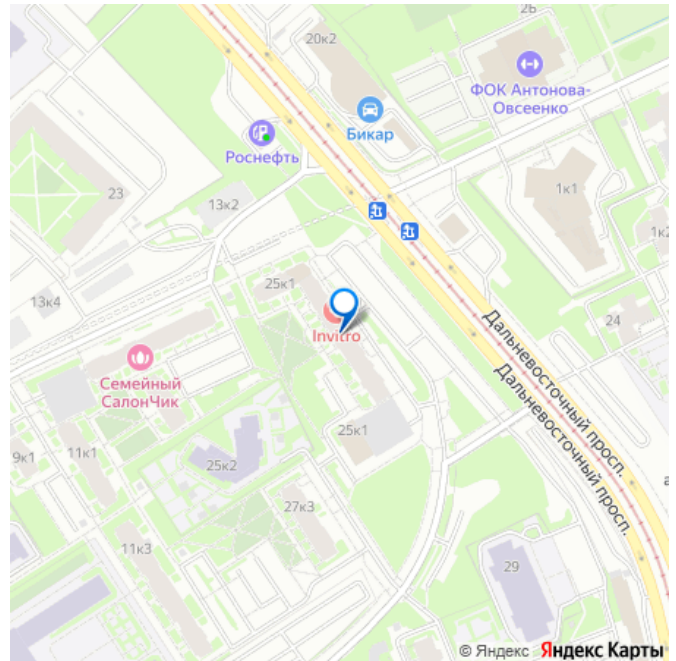 2Б
20к2
ФОК Антонова-
Овсеенко
Бикар
Роснефть
23
13к2
1к1
1к2
25к1
13к4
Invitro
24
Дальневосточный просп.
Дальневосточный просп.
Семейный
СалонЧик
25к1
9к1
11к1
25к2
27к3
11к3
29
© Яндекс Яндекс Карты